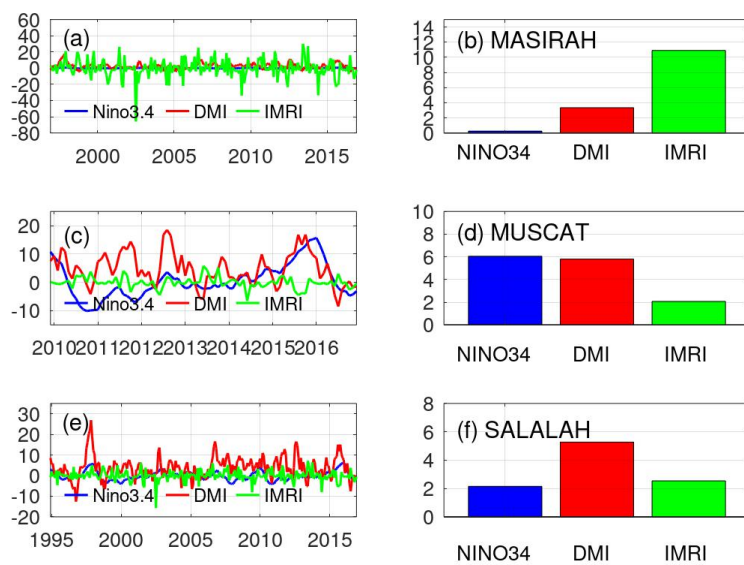 60
(a)
40
20
0
-20
-40
Nino3.4 DMI IMRI
-60
-80
2000 2005 2010 2015
14
(b) MASIRAH
12
10
8
6
4
2
0
NINO34 DMI IMRI
(c)
20
10
0
Nino3.4 DMI IMRI
-10
2010 2011 2012 2013 2014 2015 2016
10
(d) MUSCAT
8
6
4
2
0
NINO34 DMI IMRI
30
(e)
20
10
0
Nino3.4 DMI IMRI
-10
-20
1995 2000 2005 2010 2015
8
(f) SALALAH
6
4
2
0
NINO34 DMI IMRI